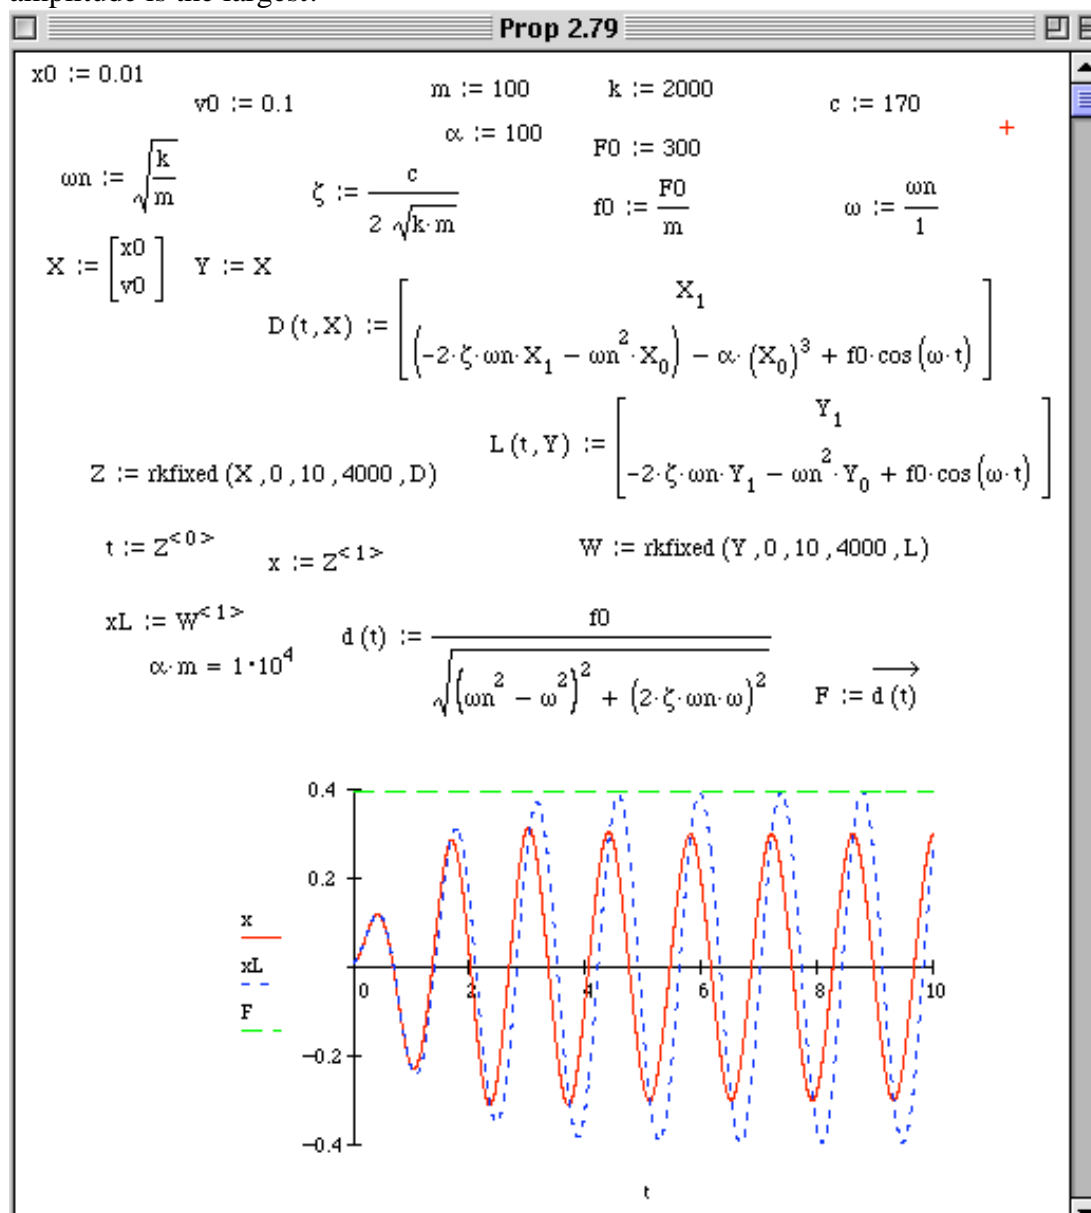 amplitude is the largest.
Prop 2.79
x0 := 0.01
v0 := 0.1
m := 100
k := 2000
c := 170
α := 100
F0 := 300
ωn := √(k/m)
ζ := c/(2 √(k·m))
f0 := F0/m
ω := ωn/1
X := [x0 v0]
Y := X
D(t,X) := [X₁ (-2·ζ·ωn·X₁ − ωn²·X₀) − α·(X₀)³ + f0·cos(ω·t)]
L(t,Y) := [Y₁ -2·ζ·ωn·Y₁ − ωn²·Y₀ + f0·cos(ω·t)]
Z := rkfixed(X,0,10,4000,D)
t := Z^<0>
x := Z^<1>
W := rkfixed(Y,0,10,4000,L)
xL := W^<1>
α·m = 1·10⁴
d(t) := f0/√((ωn² − ω²)² + (2·ζ·ωn·ω)²)
F := d(t)
0.4
0.2
x
xL
F
0 2 4 6 8 10
−0.2
−0.4
t